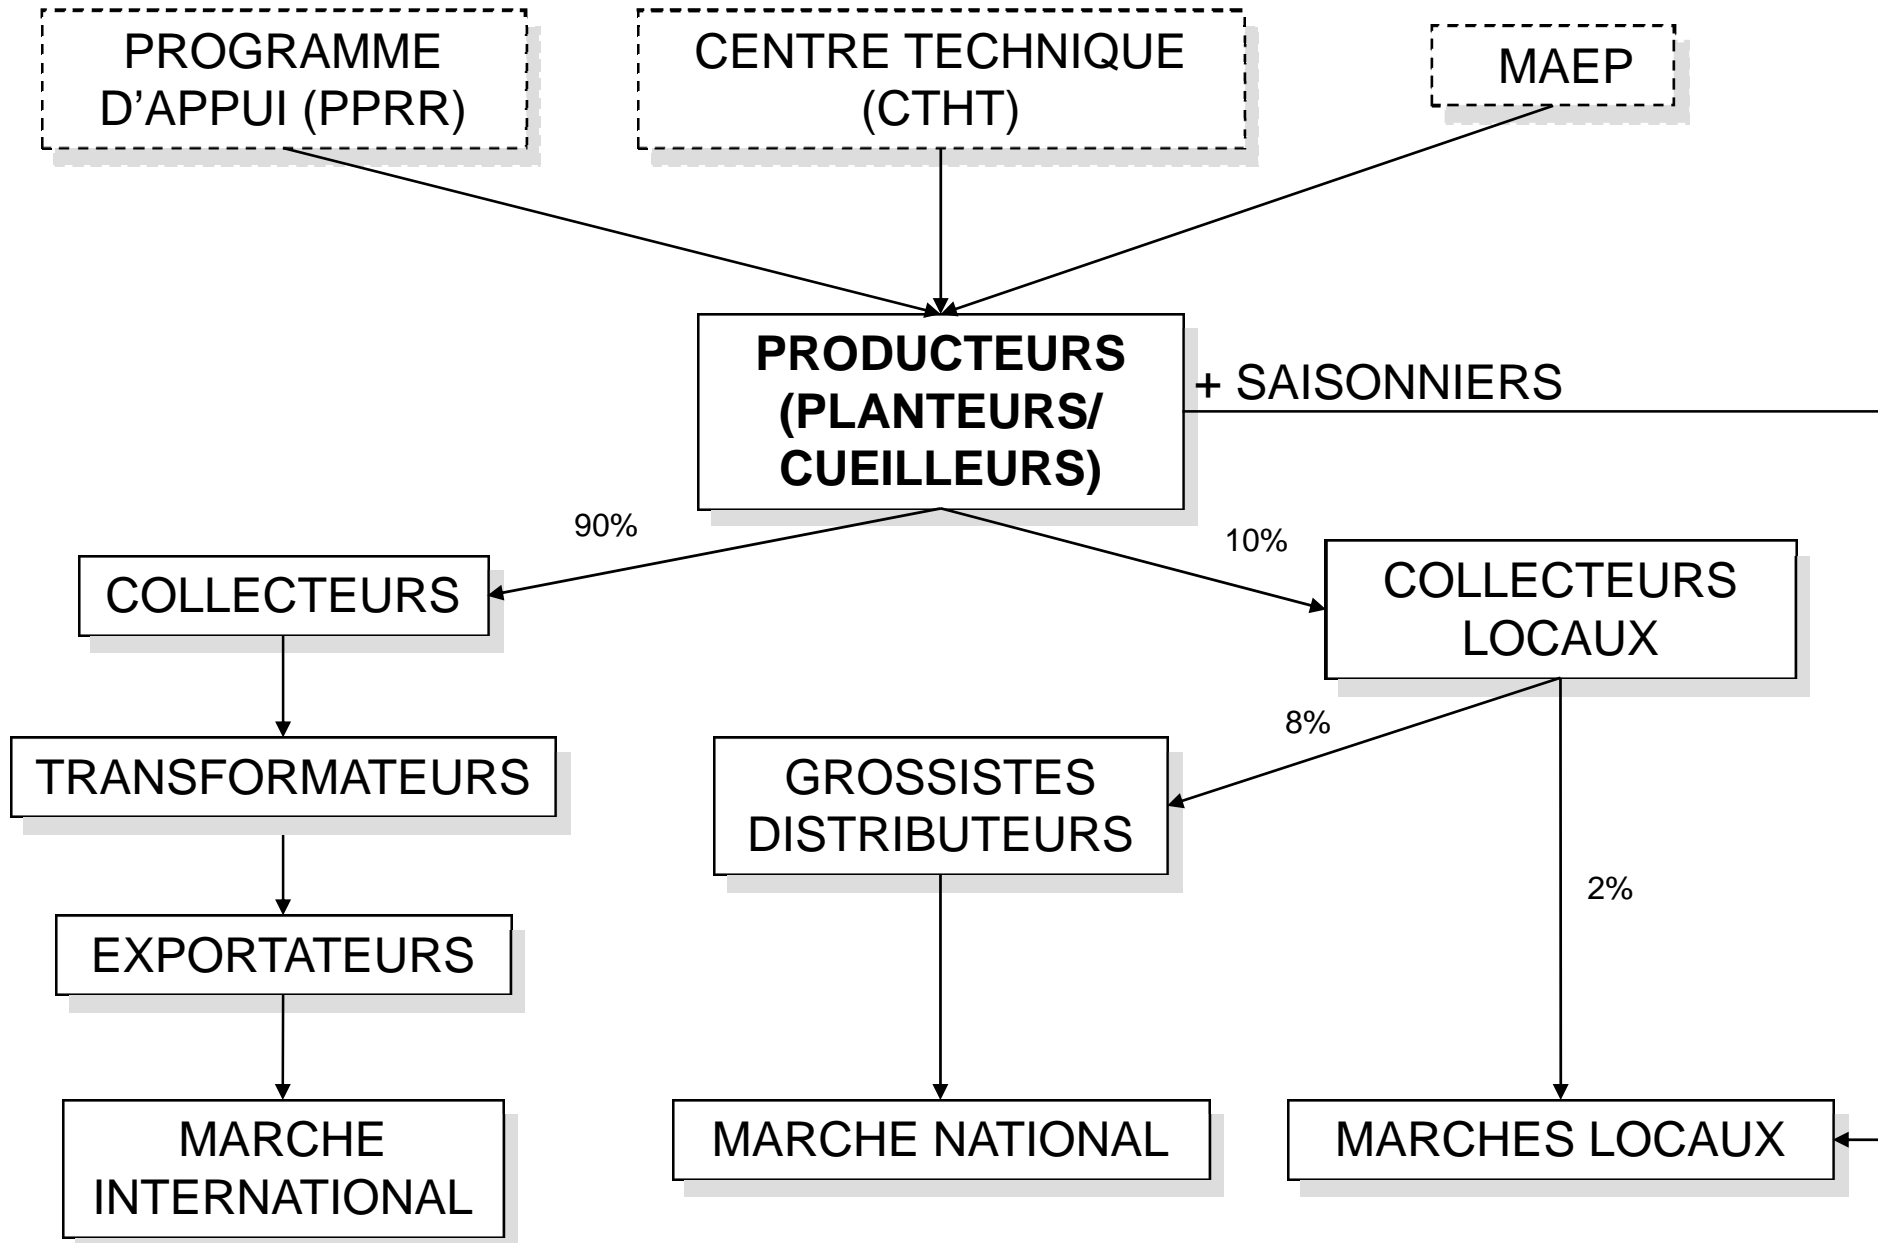 PROGRAMME
D’APPUI (PPRR)
CENTRE TECHNIQUE
(CTHT)
MAEP
PRODUCTEURS
(PLANTEURS/
CUEILLEURS)
+ SAISONNIERS
90%
10%
COLLECTEURS
COLLECTEURS
LOCAUX
8%
TRANSFORMATEURS
GROSSISTES
DISTRIBUTEURS
2%
EXPORTATEURS
MARCHE
INTERNATIONAL
MARCHE NATIONAL
MARCHES LOCAUX